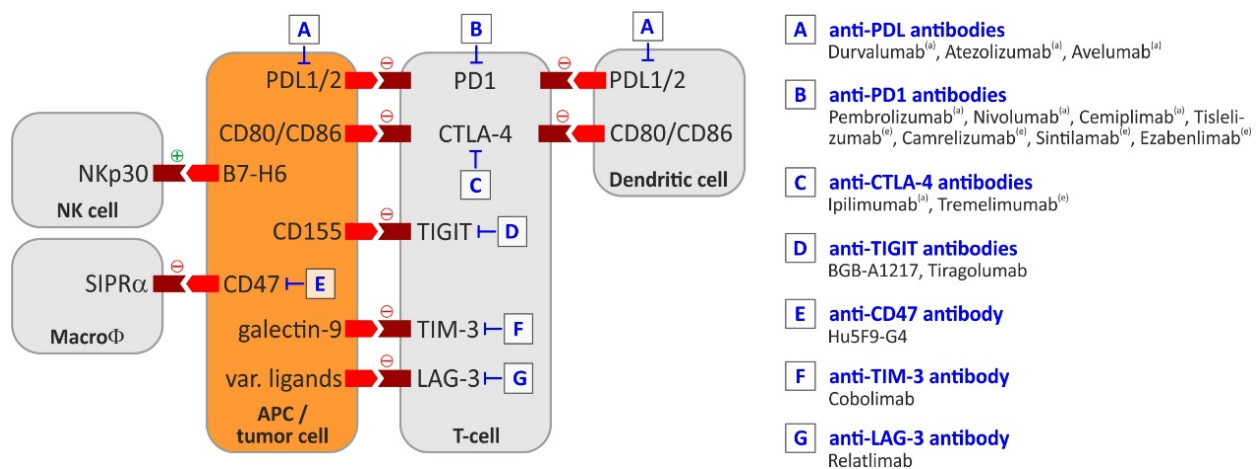 A
B
A
PDL1/2
⊖
PD1
⊖
PDL1/2
CD80/CD86
⊖
CTLA-4
⊖
CD80/CD86
NKp30
⊕
B7-H6
C
Dendritic cell
NK cell
CD155
⊖
TIGIT
D
SIPRα
⊖
CD47
E
MacroΦ
galectin-9
⊖
TIM-3
F
var. ligands
⊖
LAG-3
G
APC /
tumor cell
T-cell
A anti-PDL antibodies
Durvalumab(a), Atezolizumab(a), Avelumab(a)
B anti-PD1 antibodies
Pembrolizumab(a), Nivolumab(a), Cemiplimab(a), Tisleli-
zumab(e), Camrelizumab(e), Sintilamab(e), Ezabenlimab(e)
C anti-CTLA-4 antibodies
Ipilimumab(a), Tremelimumab(e)
D anti-TIGIT antibodies
BGB-A1217, Tiragolumab
E anti-CD47 antibody
Hu5F9-G4
F anti-TIM-3 antibody
Cobolimab
G anti-LAG-3 antibody
Relatlimab